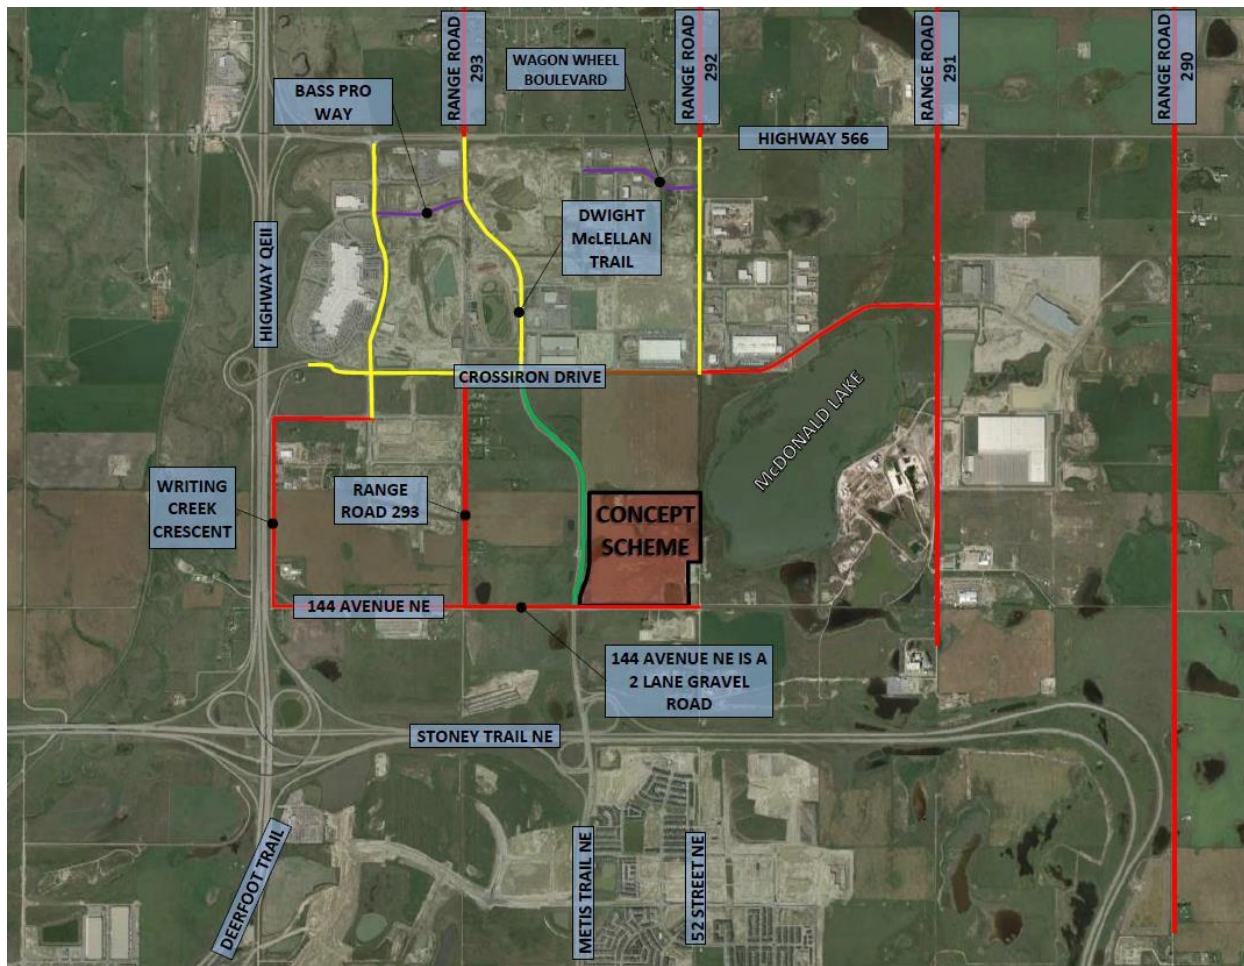 RANGE ROAD
293
RANGE ROAD
292
RANGE ROAD
291
RANGE ROAD
290
WAGON WHEEL
BOULEVARD
BASS PRO
WAY
HIGHWAY 566
DWIGHT
McLELLAN
TRAIL
HIGHWAY QEII
CROSSIRON DRIVE
McDONALD LAKE
WRITING
CREEK
CRESCENT
RANGE
ROAD 293
CONCEPT
SCHEME
144 AVENUE NE
144 AVENUE NE IS A
2 LANE GRAVEL
ROAD
STONEY TRAIL NE
DEERFOOT TRAIL
METIS TRAIL NE
52 STREET NE